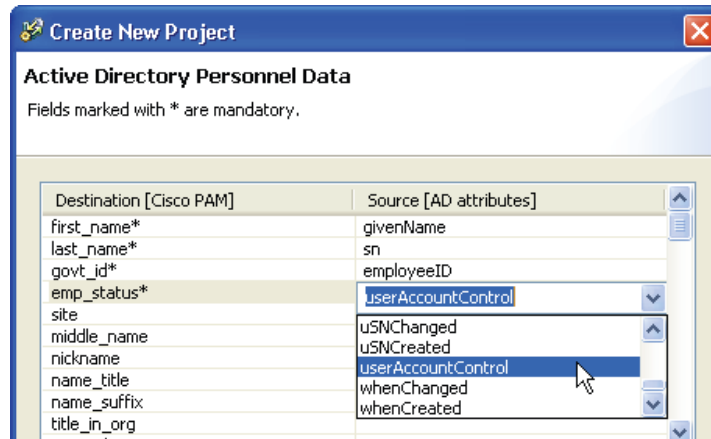 Create New Project
Active Directory Personnel Data
Fields marked with * are mandatory.
Destination [Cisco PAM] Source [AD attributes]
first_name* givenName
last_name* sn
govt_id* employeeID
emp_status* userAccountControl
site
middle_name uSNChanged
nickname uSNCreated
name_title userAccountControl
name_suffix whenChanged
title_in_org whenCreated